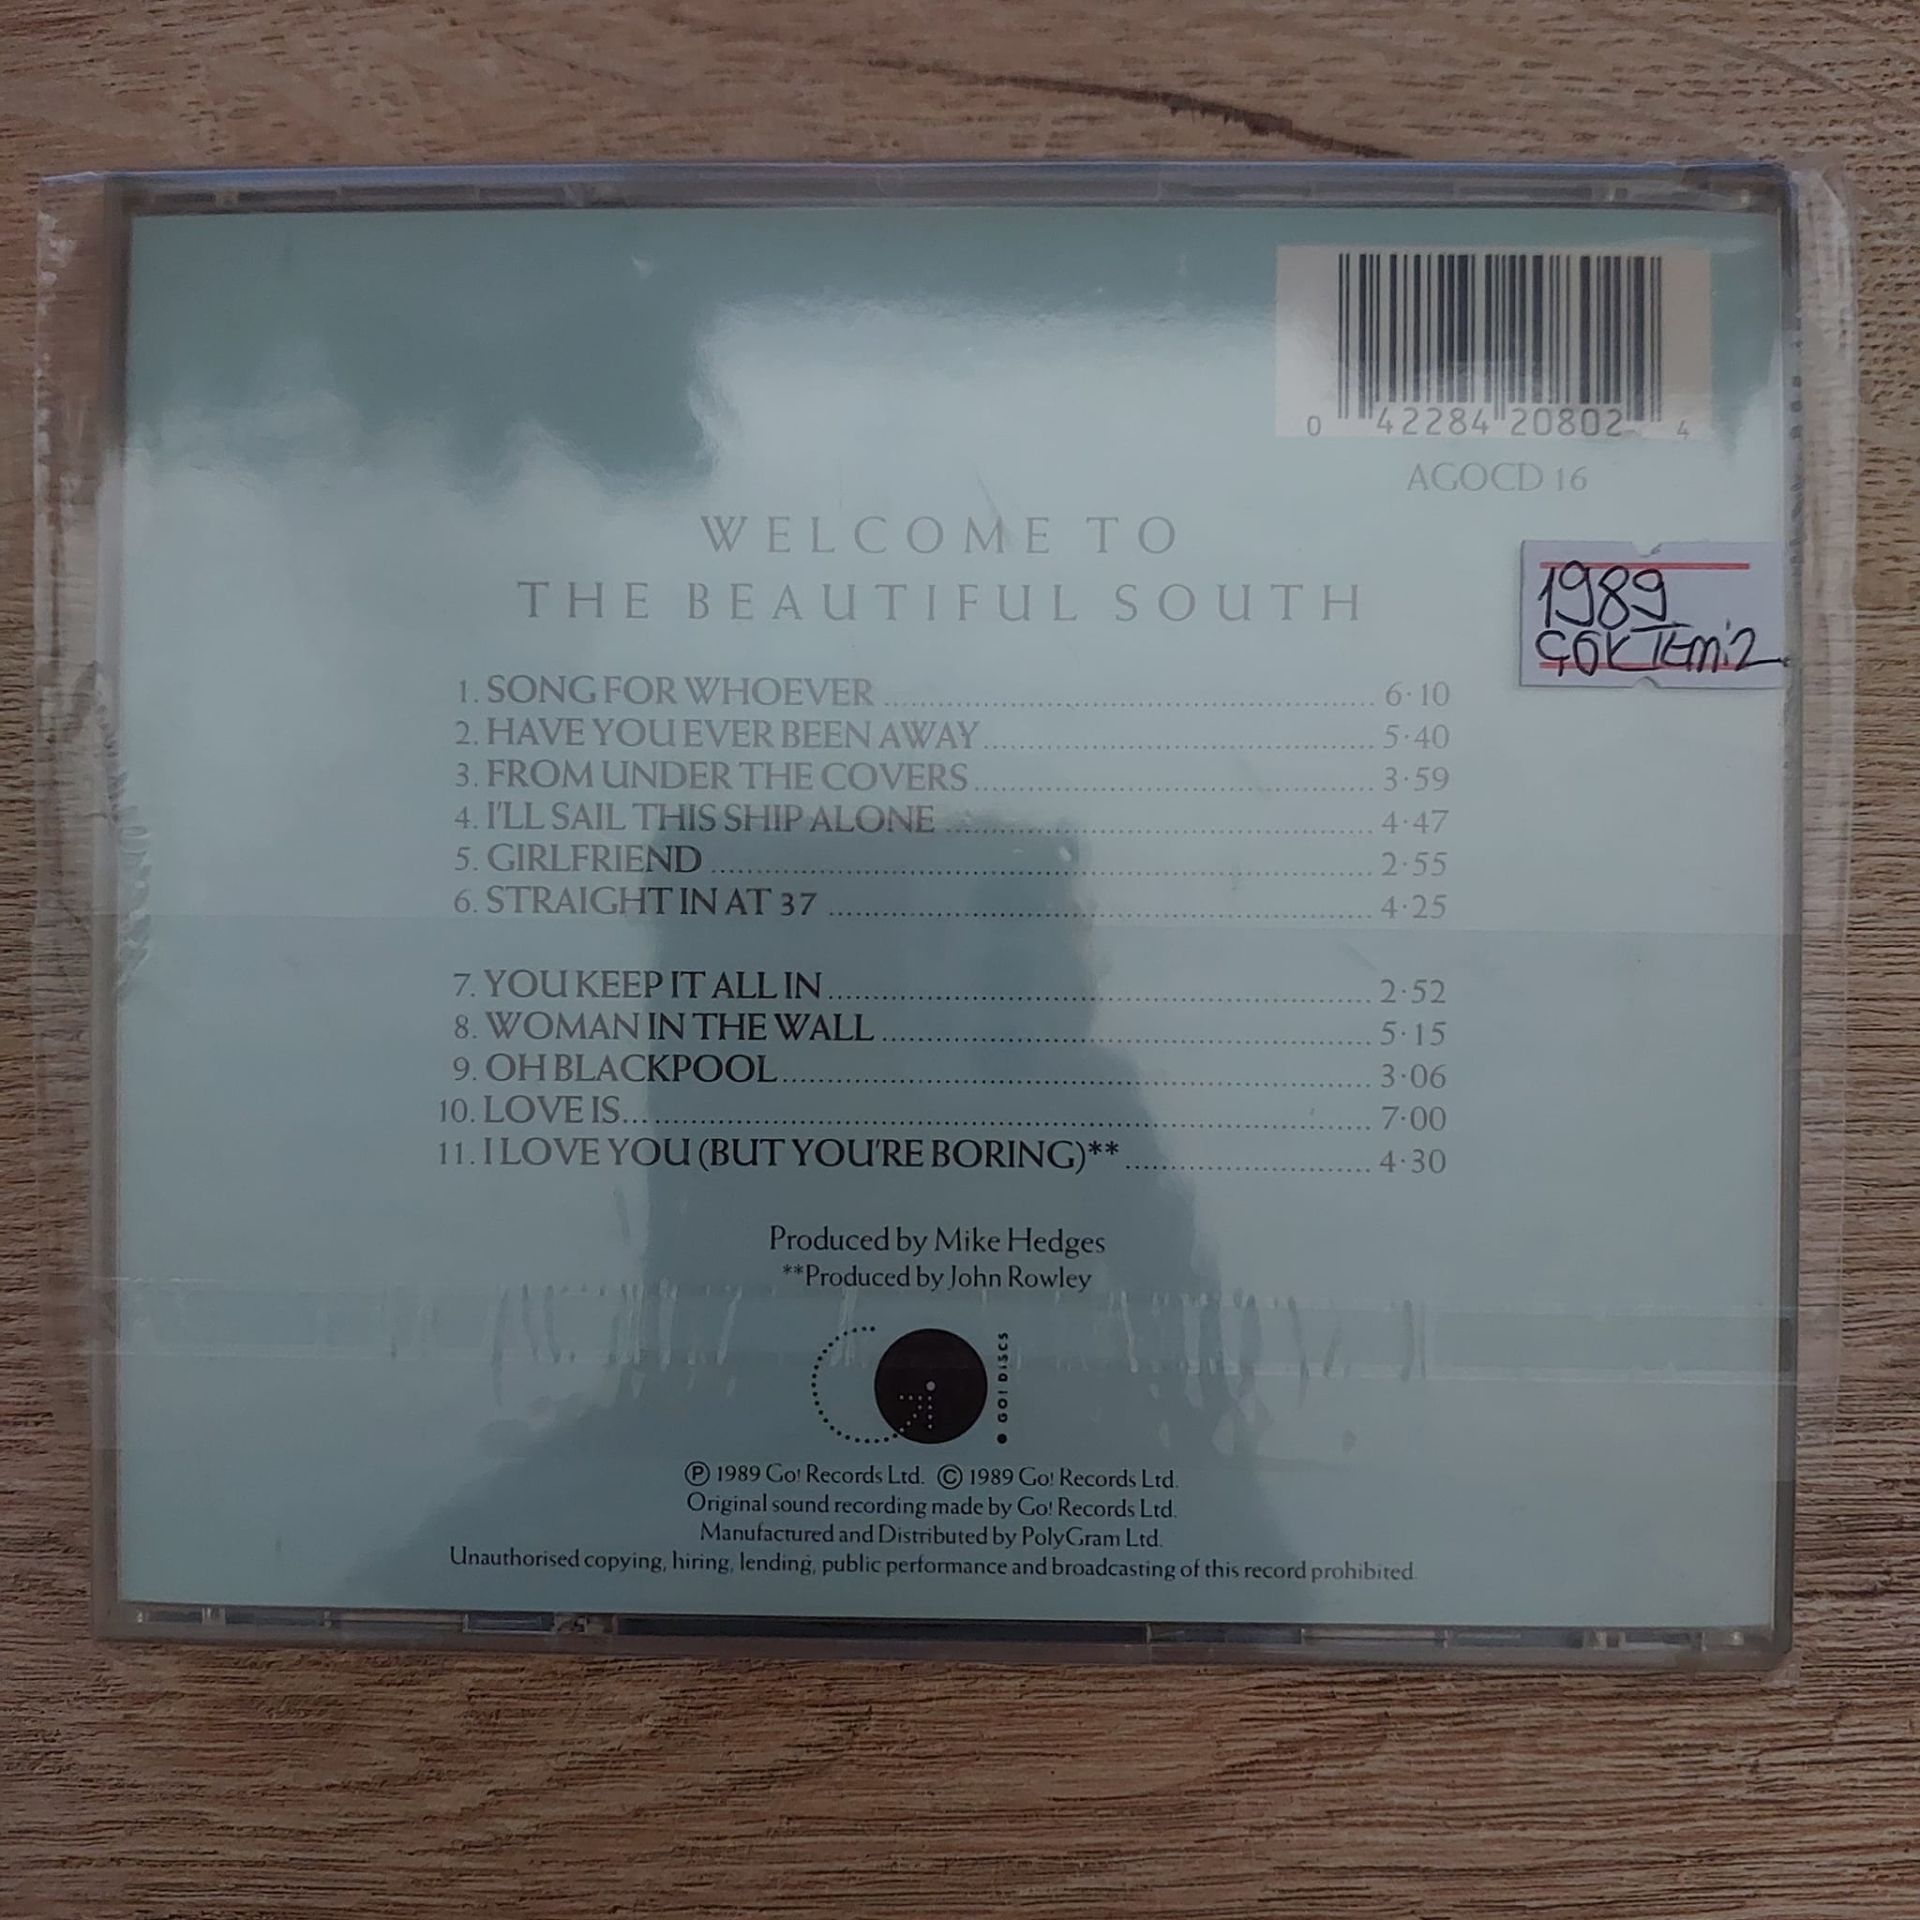 0 42284 20802 4
AGOCD 16
WELCOME TO
THE BEAUTIFUL SOUTH
1989
ÇOK TEMiZ
1. SONG FOR WHOEVER ........ 6·10
2. HAVE YOU EVER BEEN AWAY ........ 5·40
3. FROM UNDER THE COVERS ........ 3·59
4. I'LL SAIL THIS SHIP ALONE ........ 4·47
5. GIRLFRIEND ........ 2·55
6. STRAIGHT IN AT 37 ........ 4·25
7. YOU KEEP IT ALL IN ........ 2·52
8. WOMAN IN THE WALL ........ 5·15
9. OH BLACKPOOL ........ 3·06
10. LOVE IS... ........ 7·00
11. I LOVE YOU (BUT YOU'RE BORING)** ........ 4·30
Produced by Mike Hedges
**Produced by John Rowley
GO! DISCS
Ⓟ 1989 Go! Records Ltd. © 1989 Go! Records Ltd.
Original sound recording made by Go! Records Ltd.
Manufactured and Distributed by PolyGram Ltd.
Unauthorised copying, hiring, lending, public performance and broadcasting of this record prohibited.